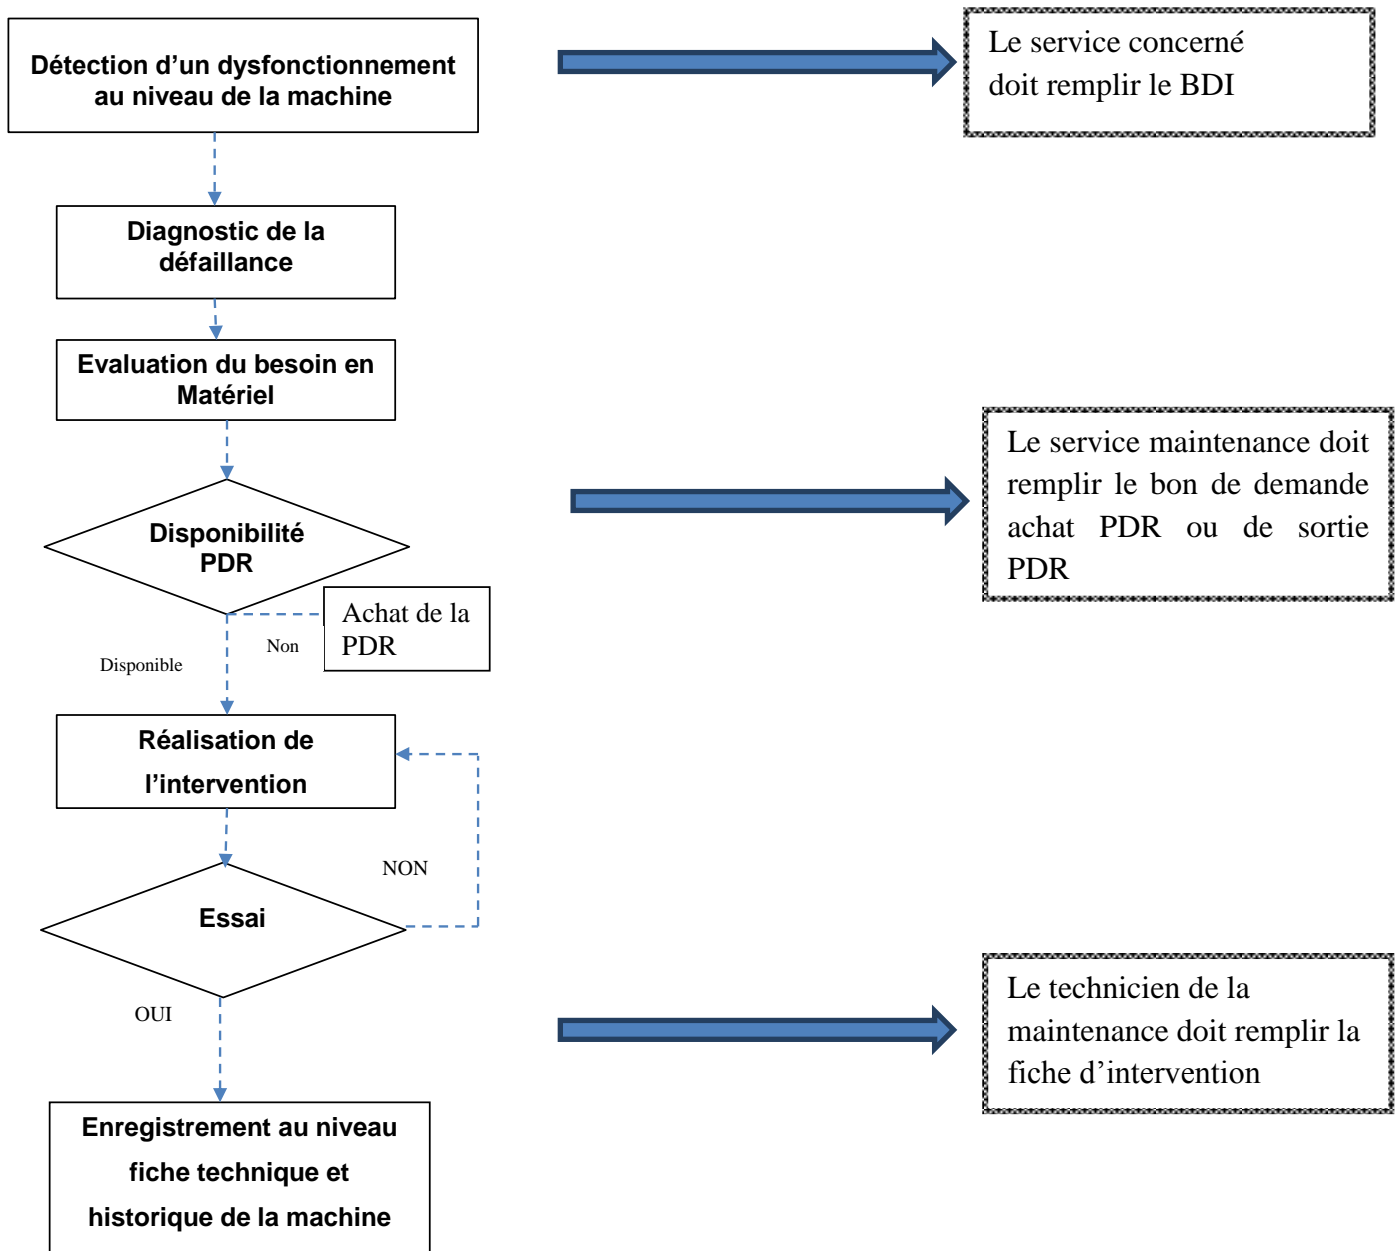 Détection d’un dysfonctionnement
au niveau de la machine
Le service concerné
doit remplir le BDI
Diagnostic de la
défaillance
Evaluation du besoin en
Matériel
Le service maintenance doit
remplir le bon de demande
achat PDR ou de sortie
PDR
Disponibilité
PDR
Achat de la
PDR
Non
Disponible
Réalisation de
l’intervention
NON
Essai
OUI
Le technicien de la
maintenance doit remplir la
fiche d’intervention
Enregistrement au niveau
fiche technique et
historique de la machine